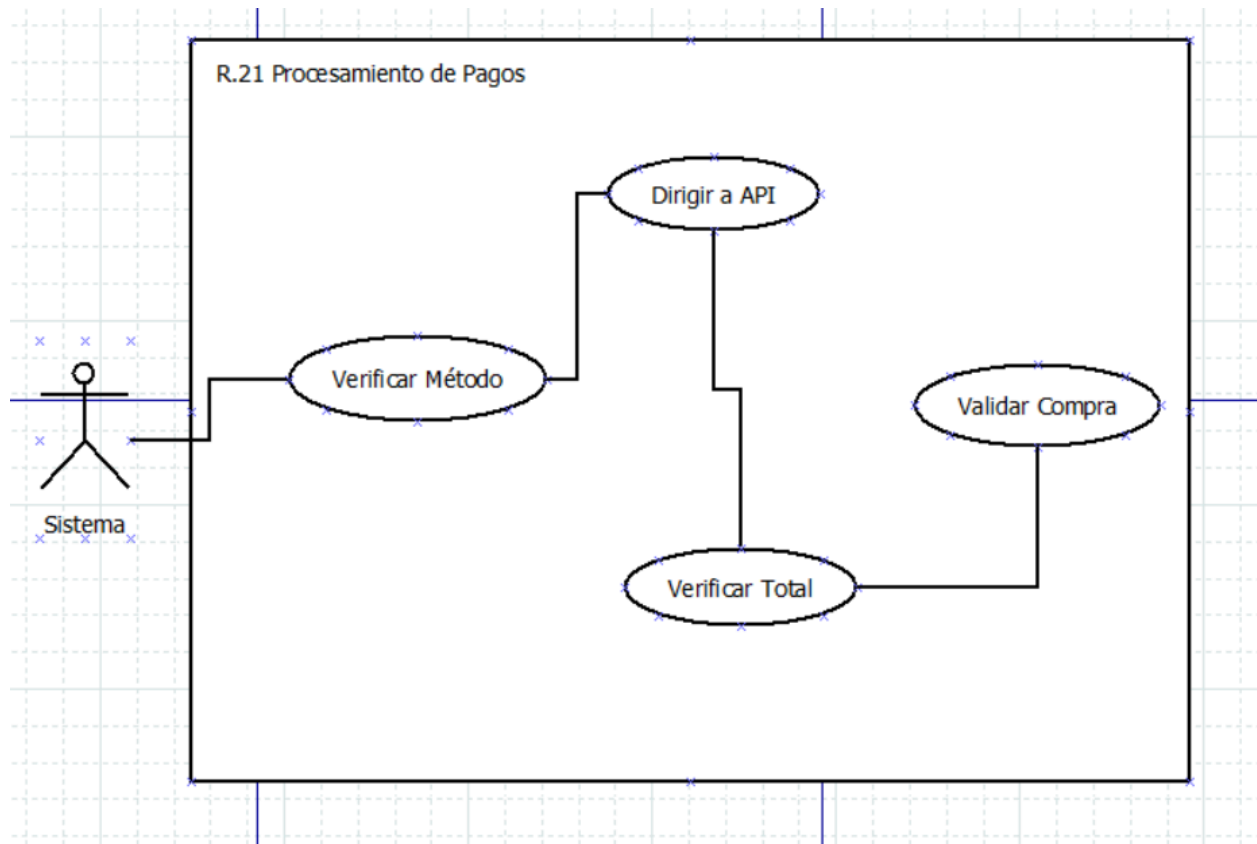 R.21 Procesamiento de Pagos
Dirigir a API
Verificar Método
Validar Compra
Sistema
Verificar Total